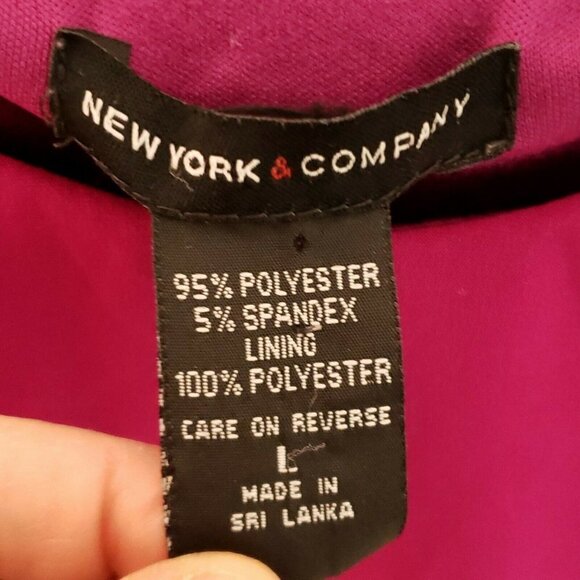 NEW YORK & COMPANY
95% POLYESTER
5% SPANDEX
LINING
100% POLYESTER
CARE ON REVERSE
L
MADE IN
SRI LANKA